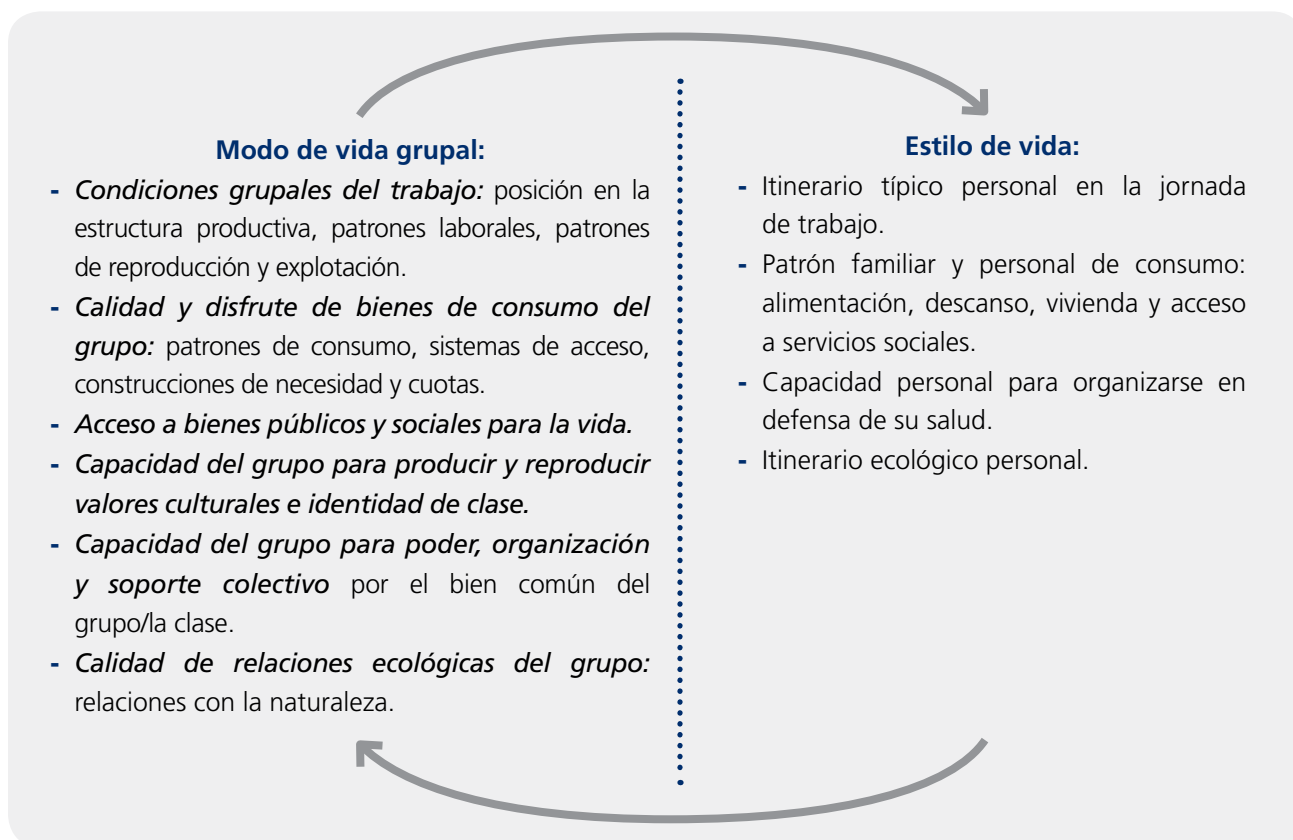 Modo de vida grupal:
- Condiciones grupales del trabajo: posición en la
estructura productiva, patrones laborales, patrones
de reproducción y explotación.
- Calidad y disfrute de bienes de consumo del
grupo: patrones de consumo, sistemas de acceso,
construcciones de necesidad y cuotas.
- Acceso a bienes públicos y sociales para la vida.
- Capacidad del grupo para producir y reproducir
valores culturales e identidad de clase.
- Capacidad del grupo para poder, organización
y soporte colectivo por el bien común del
grupo/la clase.
- Calidad de relaciones ecológicas del grupo:
relaciones con la naturaleza.
Estilo de vida:
- Itinerario típico personal en la jornada
de trabajo.
- Patrón familiar y personal de consumo:
alimentación, descanso, vivienda y acceso
a servicios sociales.
- Capacidad personal para organizarse en
defensa de su salud.
- Itinerario ecológico personal.